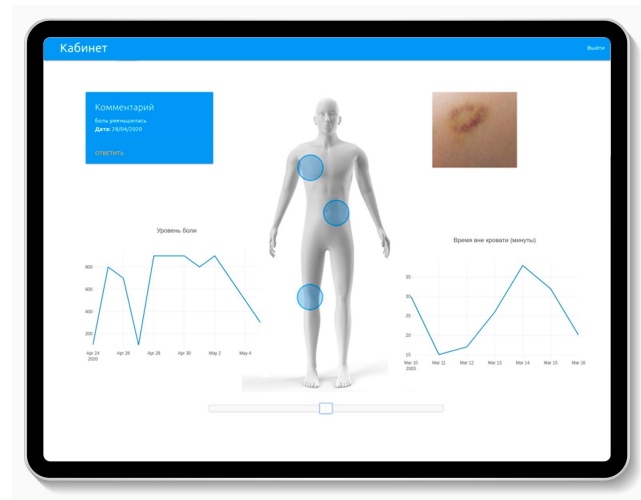 Кабинет
Выйти
Комментарий
боль уменьшилась
Дата: 28/04/2020
ОТВЕТИТЬ
Уровень боли
800
600
400
200
Apr 24
2020
Apr 26
Apr 28
Apr 30
May 2
May 4
Время вне кровати (минуты)
35
30
25
20
15
Mar 10
2003
Mar 11
Mar 12
Mar 13
Mar 14
Mar 15
Mar 16